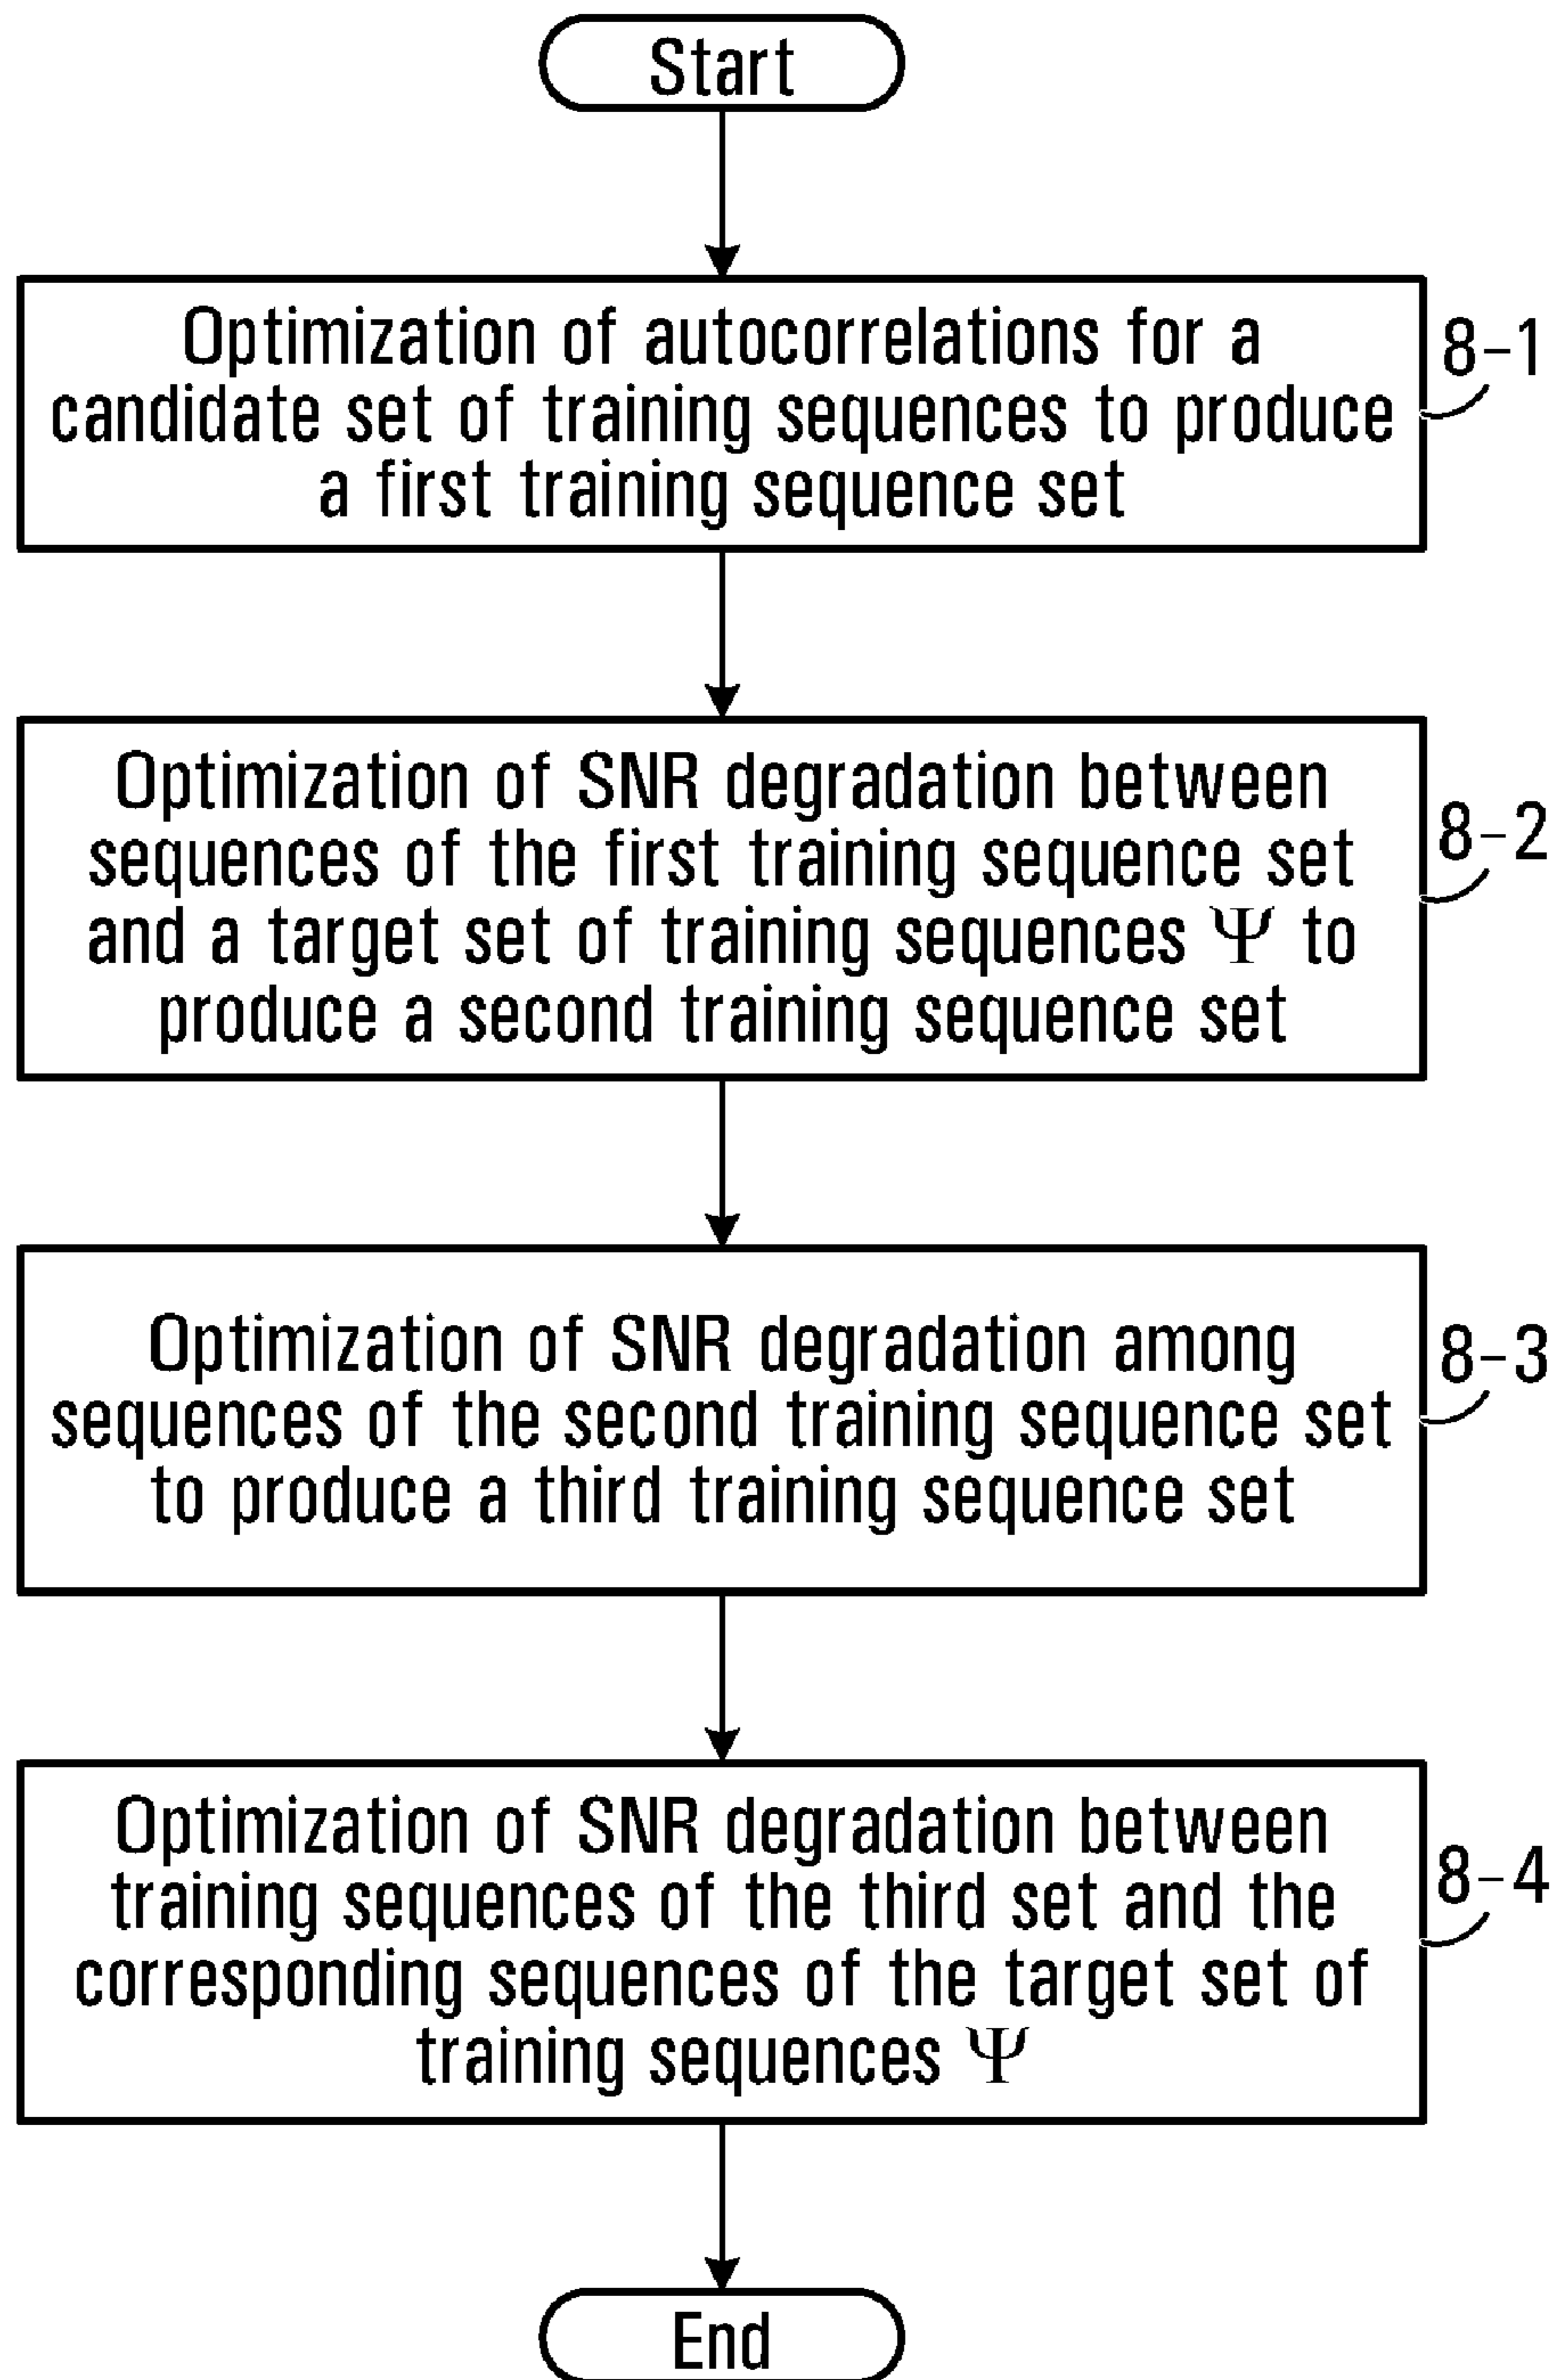 Start
Optimization of autocorrelations for a
candidate set of training sequences to produce
a first training sequence set
8-1
Optimization of SNR degradation between
sequences of the first training sequence set
and a target set of training sequences Ψ to
produce a second training sequence set
8-2
Optimization of SNR degradation among
sequences of the second training sequence set
to produce a third training sequence set
8-3
Optimization of SNR degradation between
training sequences of the third set and the
corresponding sequences of the target set of
training sequences Ψ
8-4
End